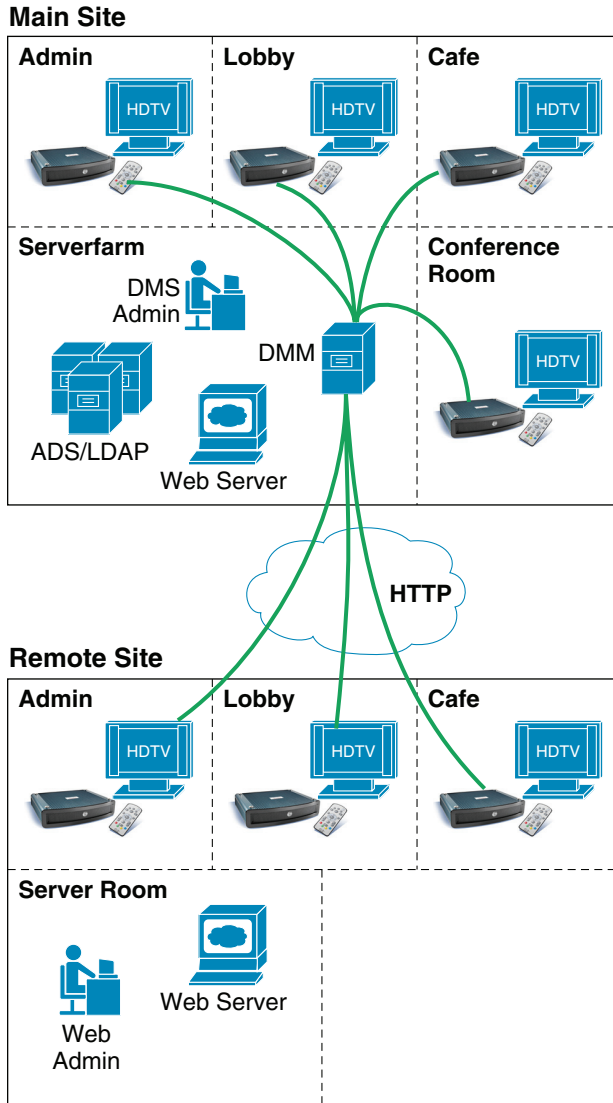 Main Site
Admin
Lobby
Cafe
HDTV
HDTV
HDTV
Serverfarm
Conference
Room
DMS
Admin
DMM
HDTV
ADS/LDAP
Web Server
HTTP
Remote Site
Admin
Lobby
Cafe
HDTV
HDTV
HDTV
Server Room
Web Server
Web
Admin